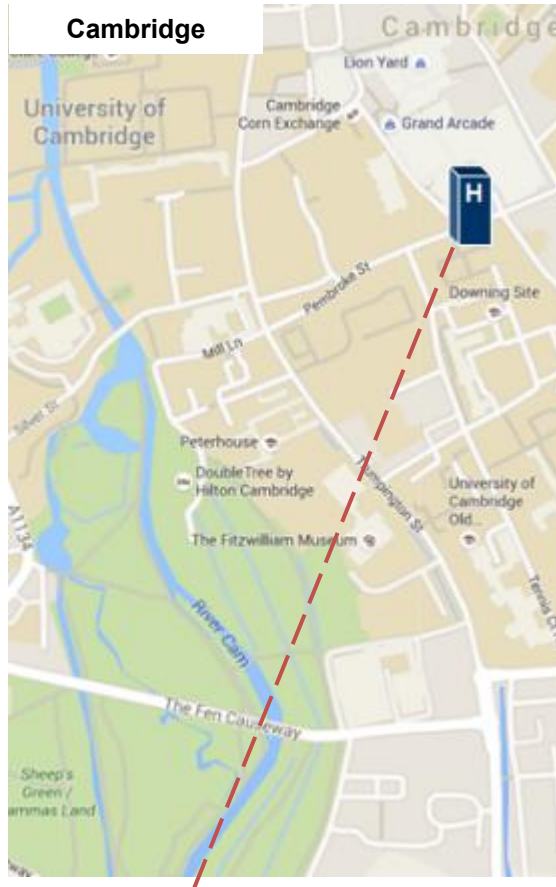 Cambridge
Cambridge
Lion Yard
University of
Cambridge
Cambridge
Corn Exchange
Grand Arcade
H
Pembroke St
Downing Site
Mill Ln
Silver St
Peterhouse
DoubleTree by
Hilton Cambridge
Trumpington St
University of
Cambridge
Old...
A1134
The Fitzwilliam Museum
Tennis C
River Cam
The Fen Causeway
Sheep's
Green /
ammas Land
way